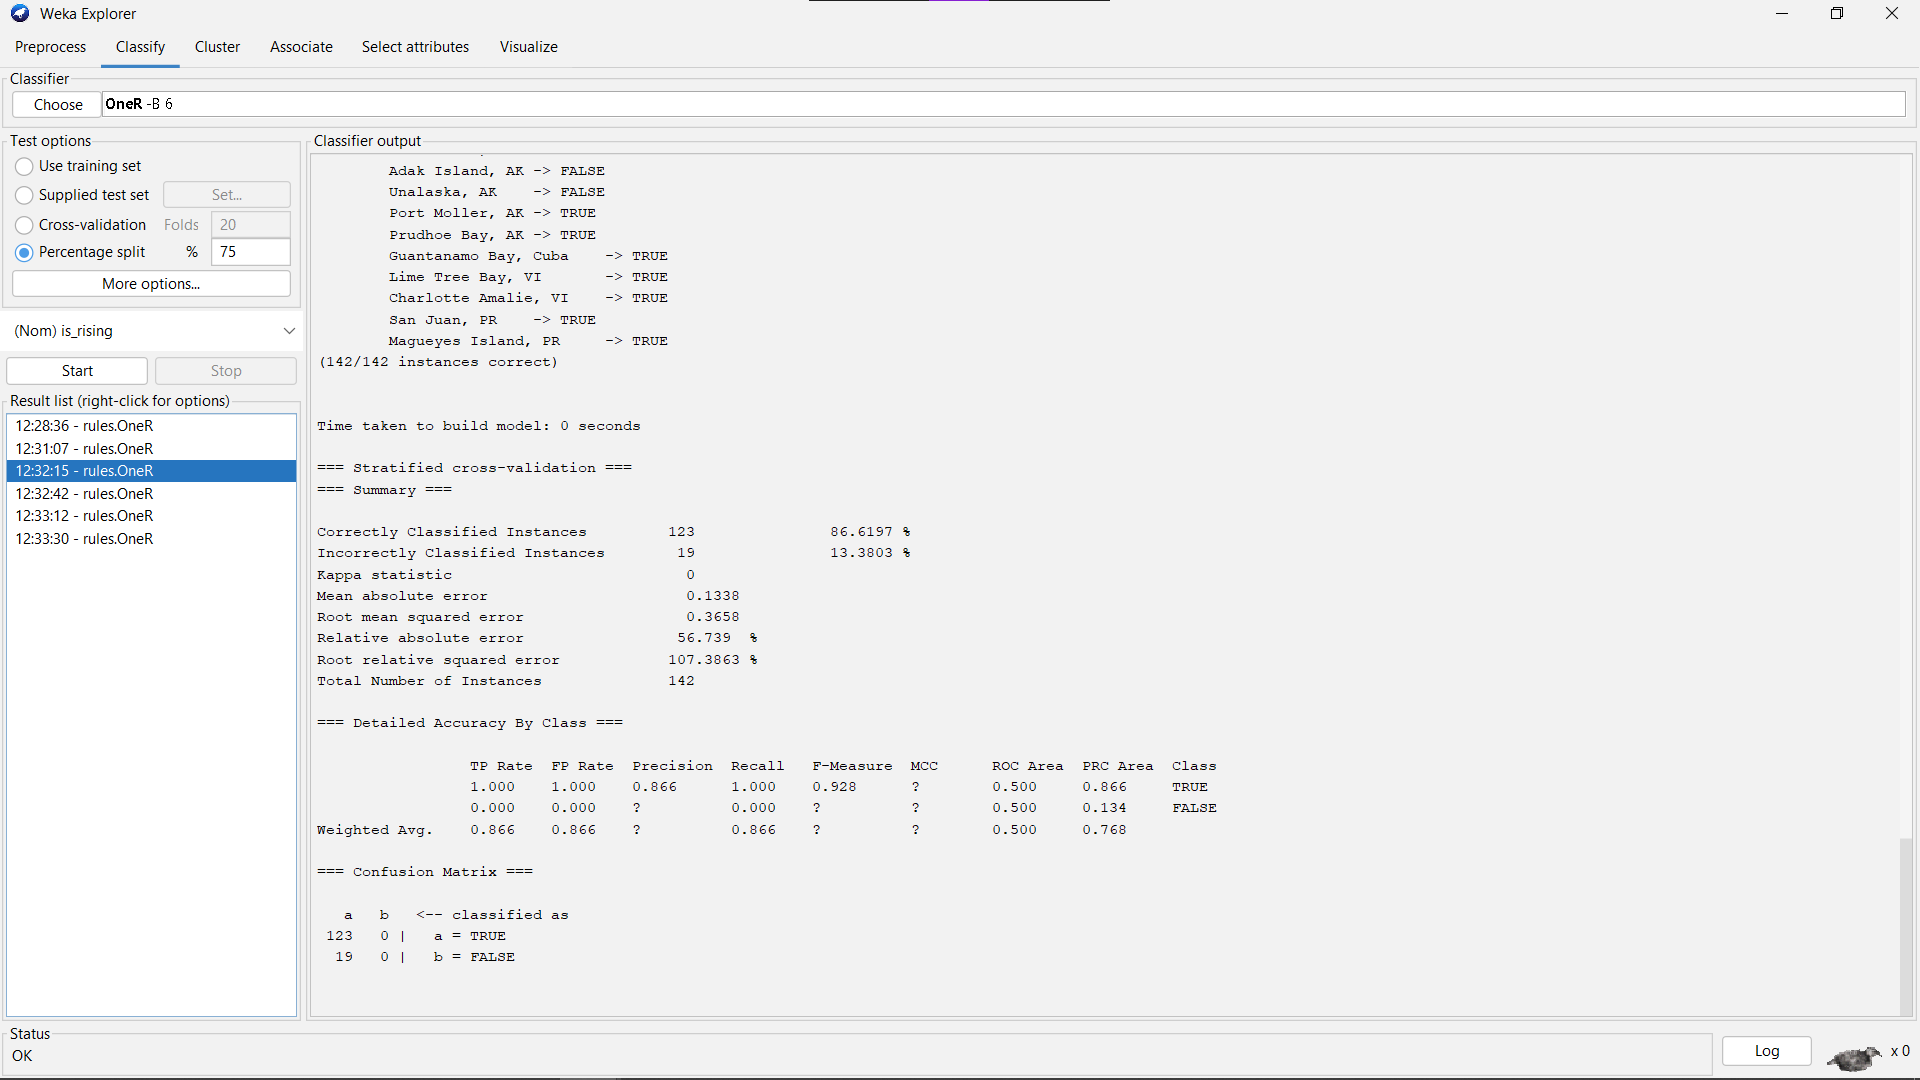 Weka Explorer
Preprocess Classify Cluster Associate Select attributes Visualize
Classifier
Choose OneR -B 6
Test options
Use training set
Supplied test set Set...
Cross-validation Folds 20
Percentage split % 75
More options...
(Nom) is_rising
Start Stop
Result list (right-click for options)
12:28:36 - rules.OneR
12:31:07 - rules.OneR
12:32:15 - rules.OneR
12:32:42 - rules.OneR
12:33:12 - rules.OneR
12:33:30 - rules.OneR
Classifier output
Adak Island, AK -> FALSE
Unalaska, AK -> FALSE
Port Moller, AK -> TRUE
Prudhoe Bay, AK -> TRUE
Guantanamo Bay, Cuba -> TRUE
Lime Tree Bay, VI -> TRUE
Charlotte Amalie, VI -> TRUE
San Juan, PR -> TRUE
Magueyes Island, PR -> TRUE
(142/142 instances correct)
Time taken to build model: 0 seconds
=== Stratified cross-validation ===
=== Summary ===
Correctly Classified Instances 123 86.6197 %
Incorrectly Classified Instances 19 13.3803 %
Kappa statistic 0
Mean absolute error 0.1338
Root mean squared error 0.3658
Relative absolute error 56.739 %
Root relative squared error 107.3863 %
Total Number of Instances 142
=== Detailed Accuracy By Class ===
TP Rate FP Rate Precision Recall F-Measure MCC ROC Area PRC Area Class
1.000 1.000 0.866 1.000 0.928 ? 0.500 0.866 TRUE
0.000 0.000 ? 0.000 ? ? 0.500 0.134 FALSE
Weighted Avg. 0.866 0.866 ? 0.866 ? ? 0.500 0.768
=== Confusion Matrix ===
a b <-- classified as
123 0 | a = TRUE
19 0 | b = FALSE
Status
OK
Log x 0